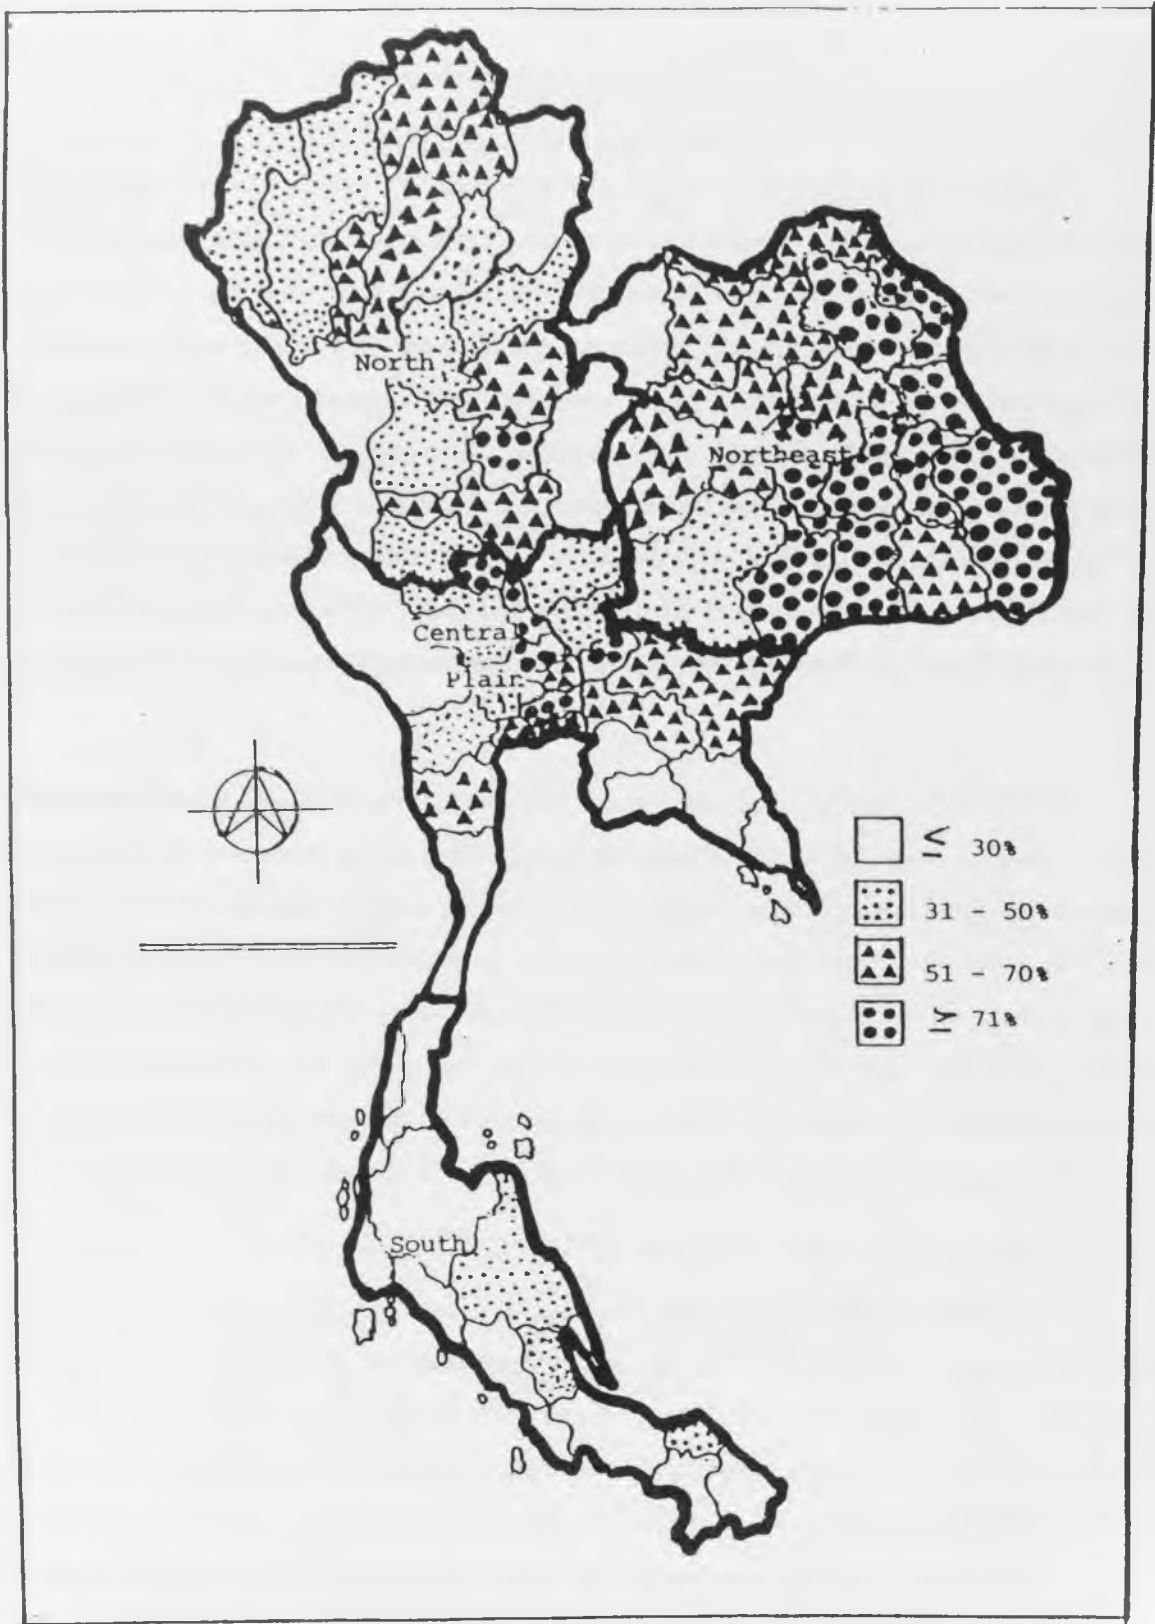 North
Northeast
Central
Plain
≤ 30%
31 - 50%
51 - 70%
≥ 71%
South